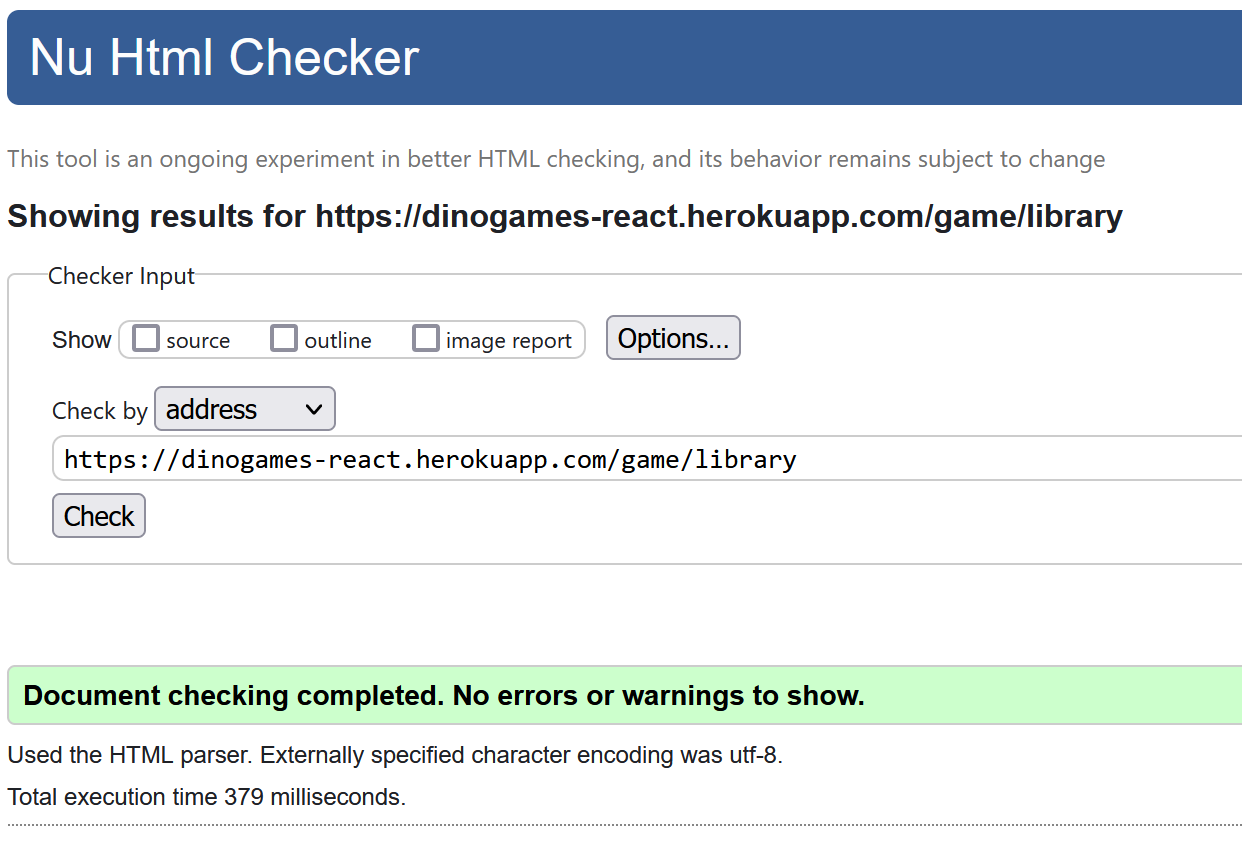 Nu Html Checker
This tool is an ongoing experiment in better HTML checking, and its behavior remains subject to change
Showing results for https://dinogames-react.herokuapp.com/game/library
Checker Input
Show source outline image report Options...
Check by address
https://dinogames-react.herokuapp.com/game/library
Check
Document checking completed. No errors or warnings to show.
Used the HTML parser. Externally specified character encoding was utf-8.
Total execution time 379 milliseconds.